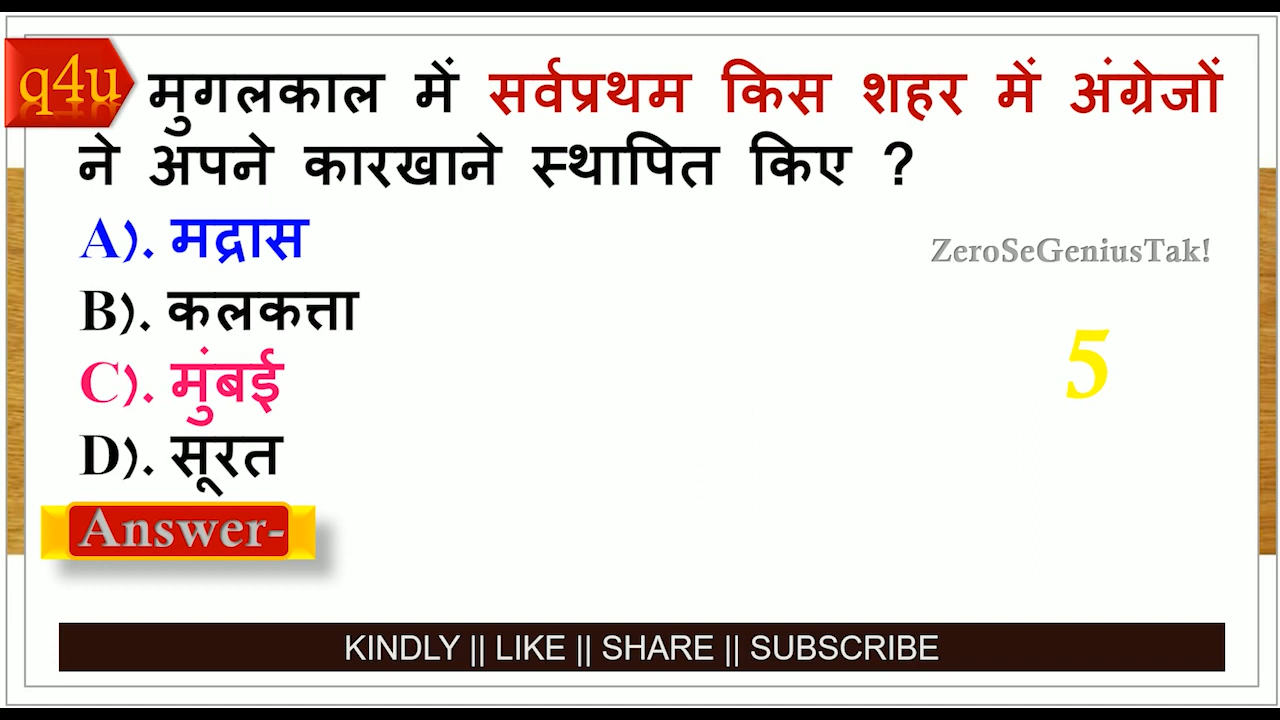 q4u मुगलकाल में सर्वप्रथम किस शहर में अंग्रेजों
ने अपने कारखाने स्थापित किए ?
A). मद्रास
ZeroSeGeniusTak!
B). कलकत्ता
5
C). मुंबई
D). सूरत
Answer-
KINDLY || LIKE || SHARE || SUBSCRIBE